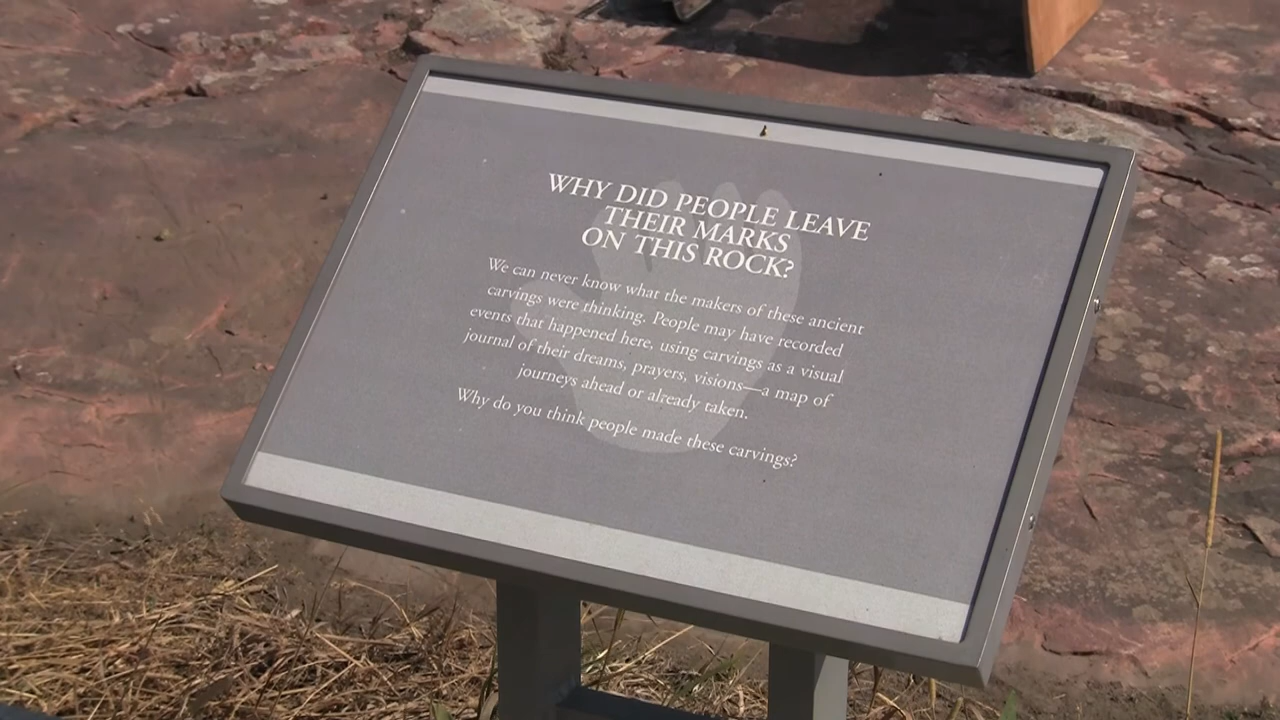 WHY DID PEOPLE LEAVE
THEIR MARKS
ON THIS ROCK?
We can never know what the makers of these ancient
carvings were thinking. People may have recorded
events that happened here, using carvings as a visual
journal of their dreams, prayers, visions—a map of
journeys ahead or already taken.
Why do you think people made these carvings?